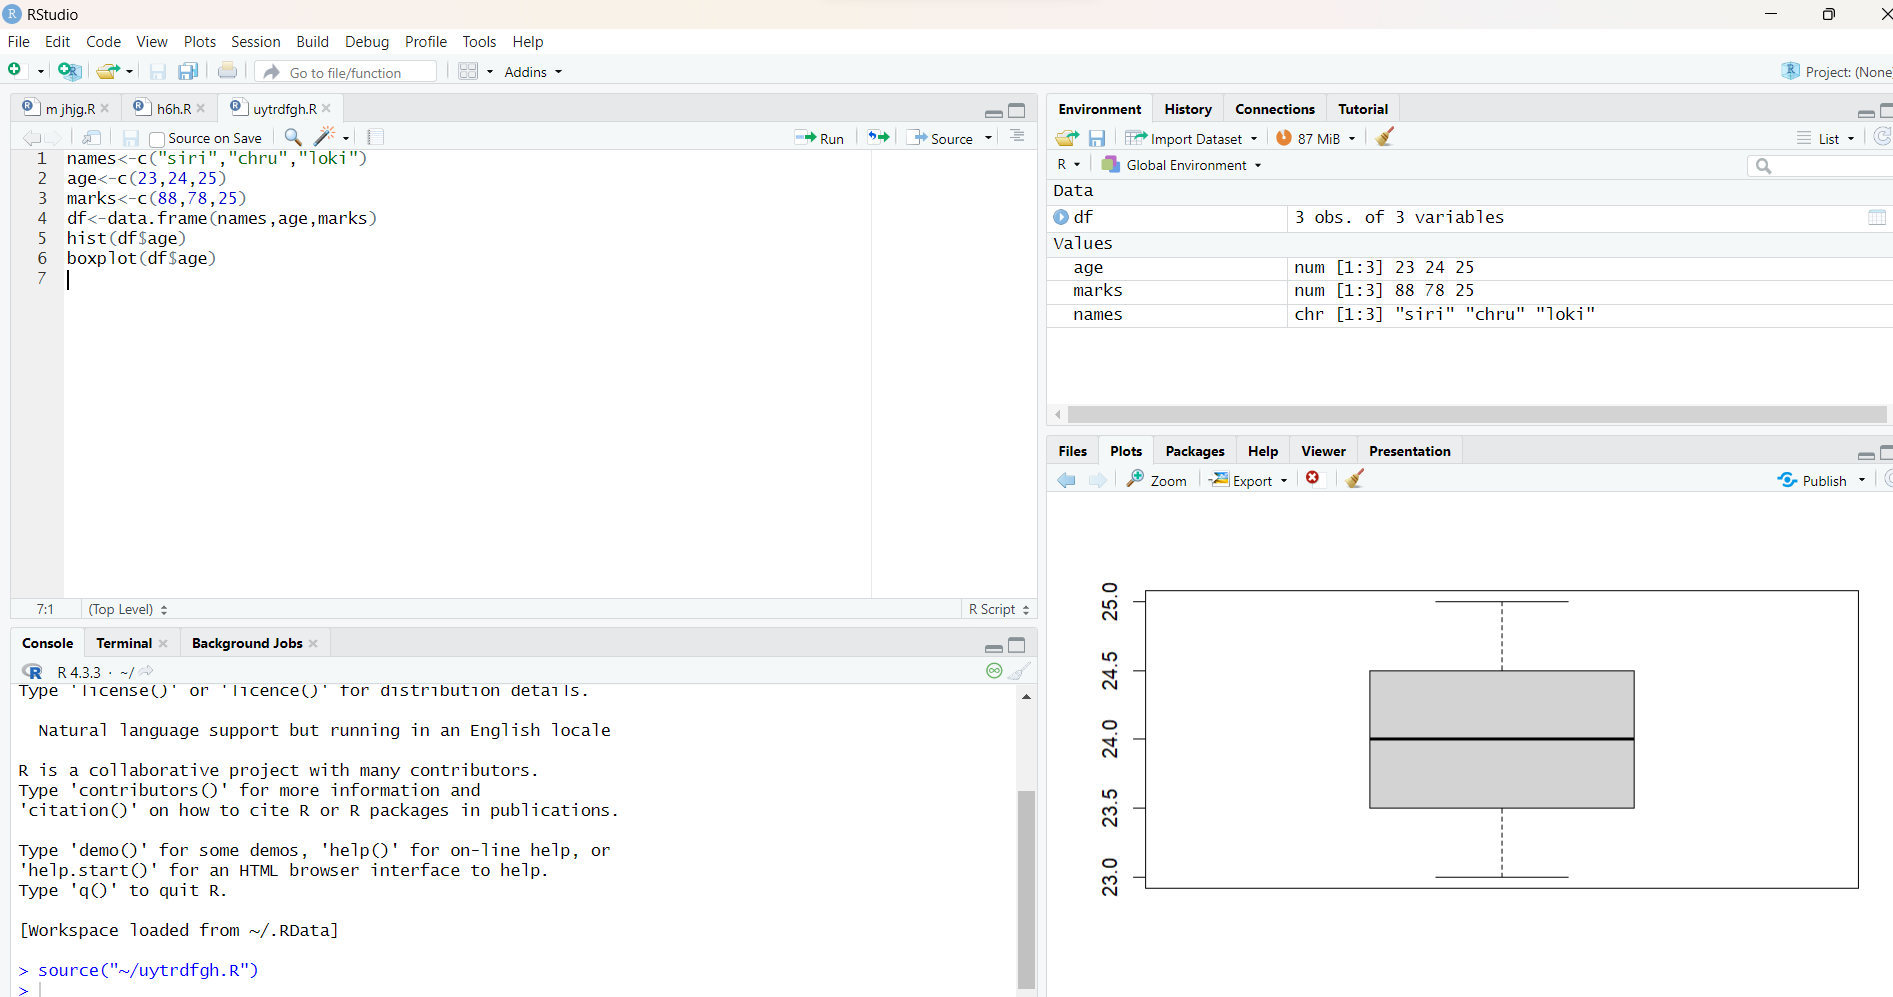 RStudio
File Edit Code View Plots Session Build Debug Profile Tools Help
Go to file/function Addins Project: (None
m jhjg.R h6h.R uytrdfgh.R
Source on Save Run Source
1 names<-c("siri","chru","loki")
2 age<-c(23,24,25)
3 marks<-c(88,78,25)
4 df<-data.frame(names,age,marks)
5 hist(df$age)
6 boxplot(df$age)
7
7:1 (Top Level) R Script
Console Terminal Background Jobs
R 4.3.3 · ~/
Type 'license()' or 'licence()' for distribution details.
Natural language support but running in an English locale
R is a collaborative project with many contributors.
Type 'contributors()' for more information and
'citation()' on how to cite R or R packages in publications.
Type 'demo()' for some demos, 'help()' for on-line help, or
'help.start()' for an HTML browser interface to help.
Type 'q()' to quit R.
[Workspace loaded from ~/.RData]
> source("~/uytrdfgh.R")
>
Environment History Connections Tutorial
Import Dataset 87 MiB List
R Global Environment
Data
df 3 obs. of 3 variables
Values
age num [1:3] 23 24 25
marks num [1:3] 88 78 25
names chr [1:3] "siri" "chru" "loki"
Files Plots Packages Help Viewer Presentation
Zoom Export Publish
25.0
24.5
24.0
23.5
23.0